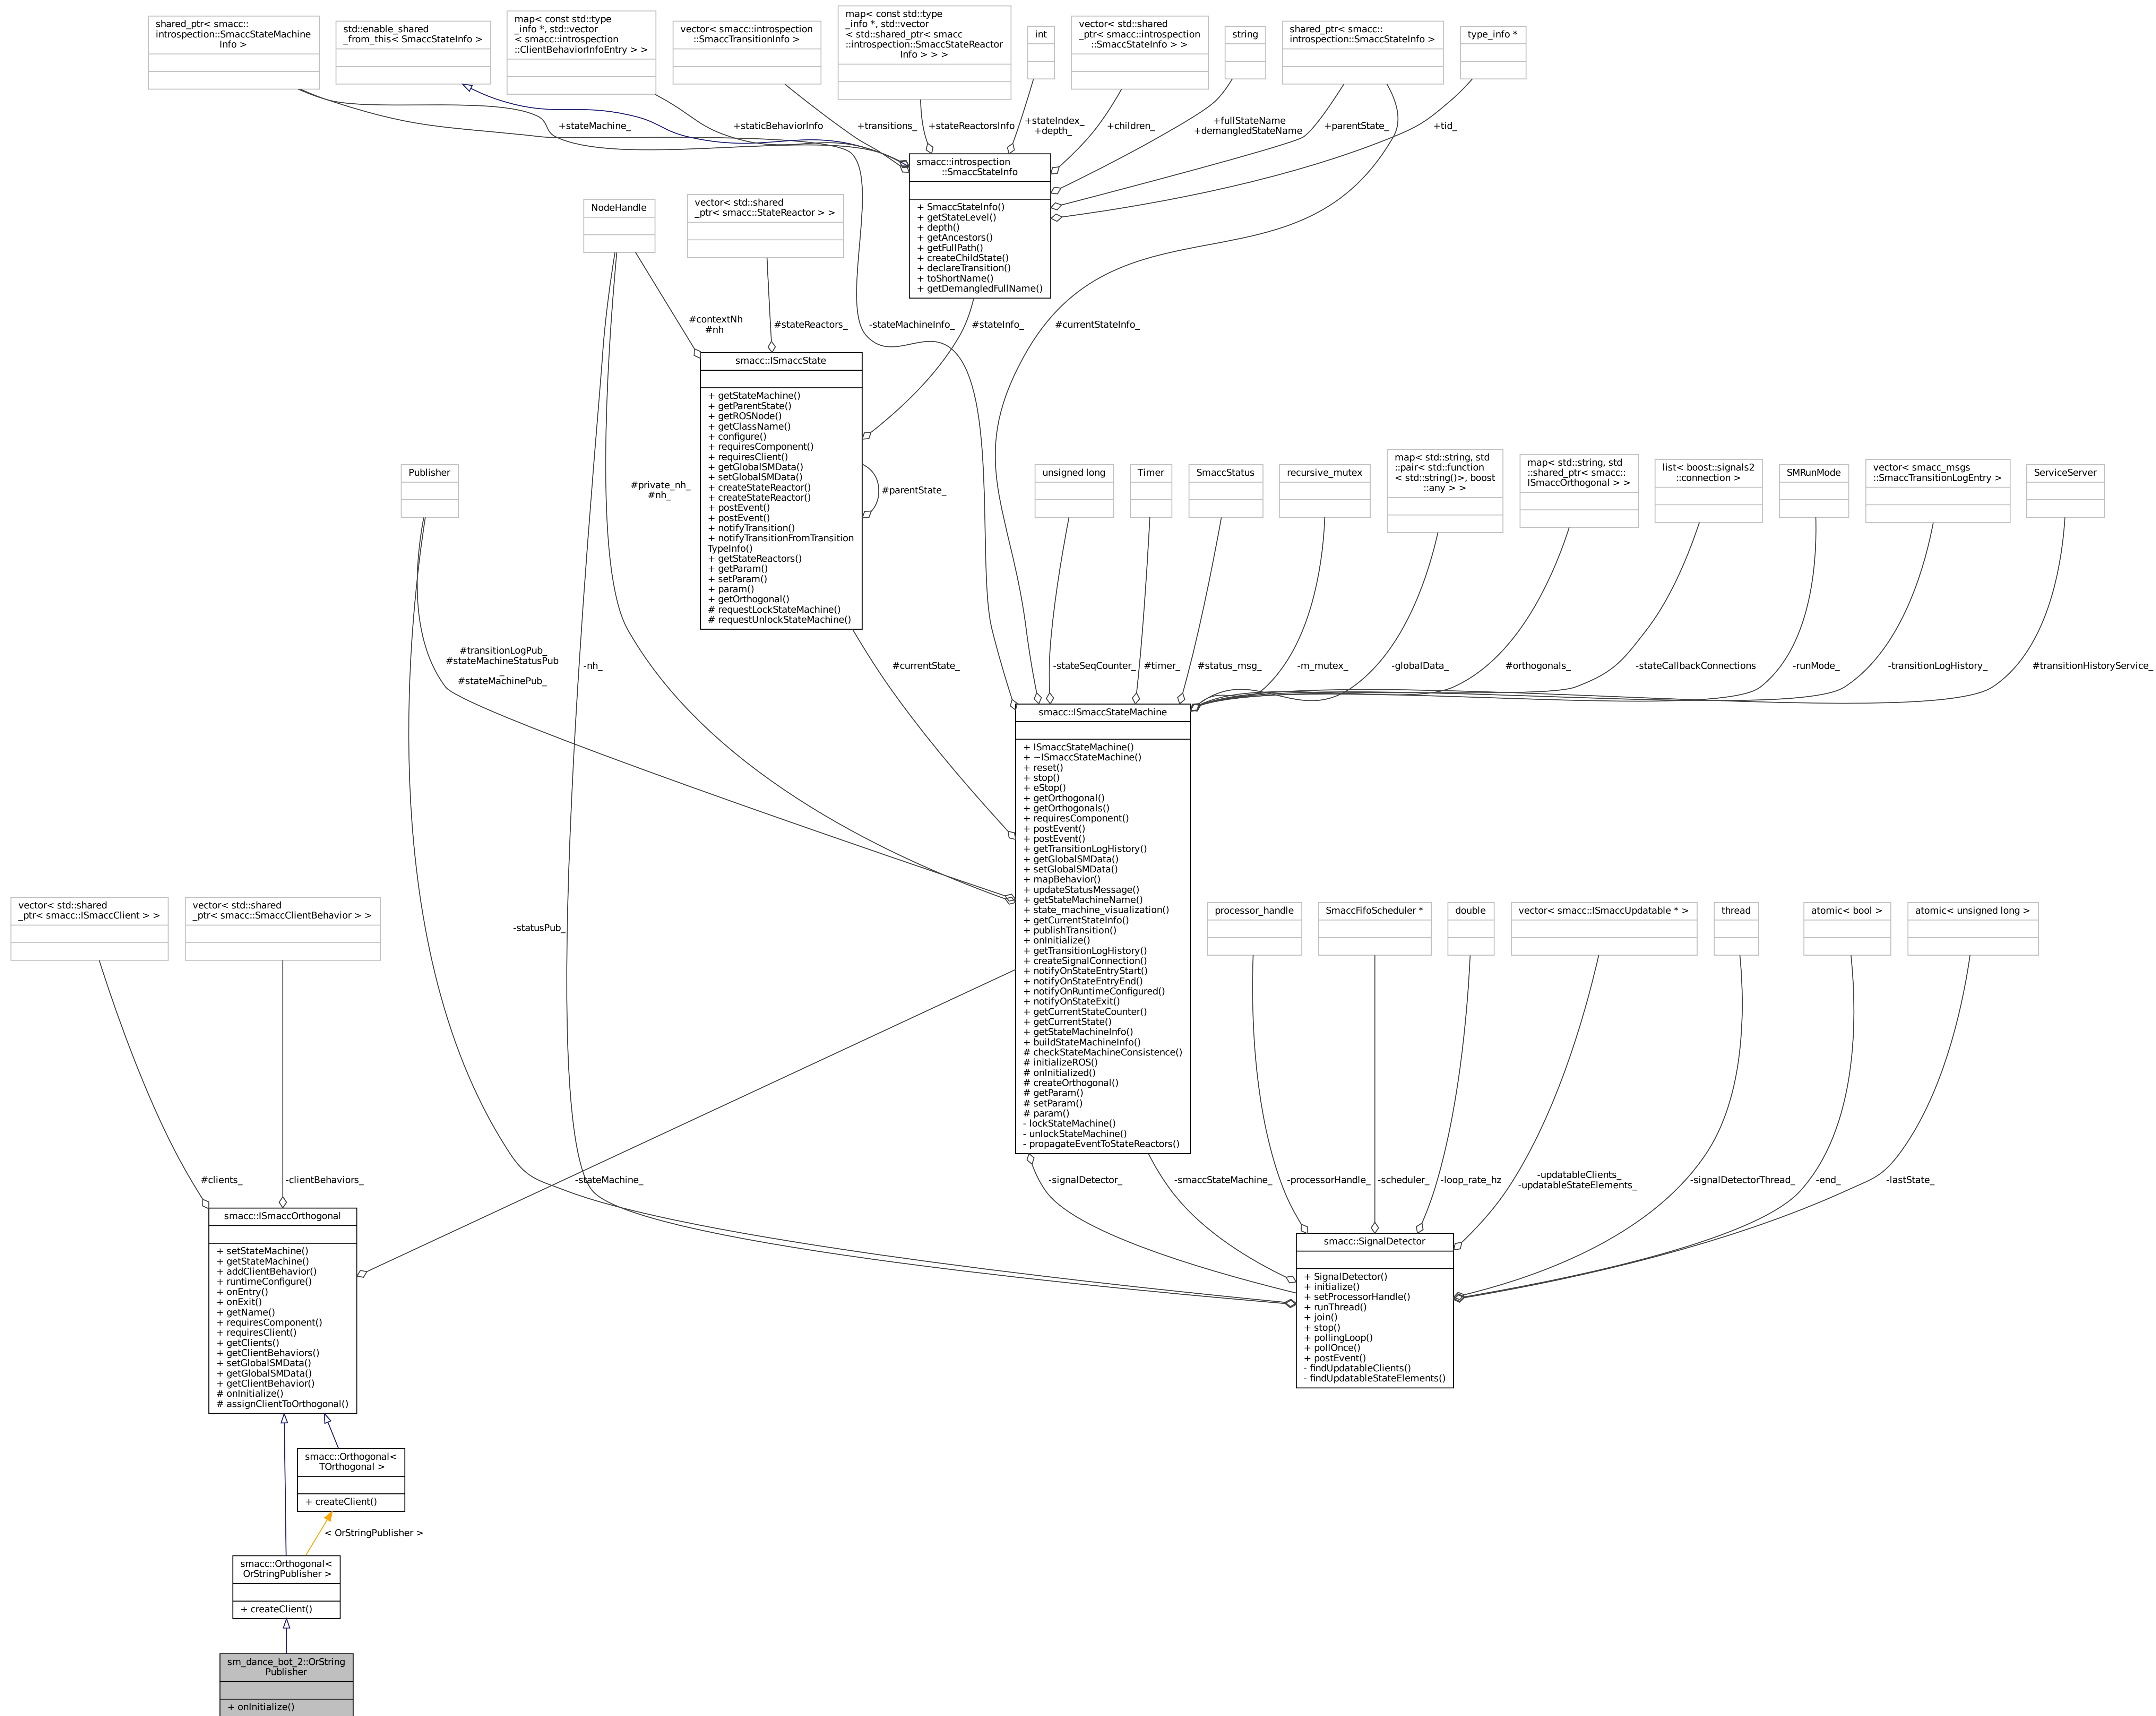 shared_ptr< smacc::
introspection::SmaccStateMachine
Info >
std::enable_shared
_from_this< SmaccStateInfo >
map< const std::type
_info *, std::vector
< smacc::introspection
::ClientBehaviorInfoEntry > >
vector< smacc::introspection
::SmaccTransitionInfo >
map< const std::type
_info *, std::vector
< std::shared_ptr< smacc
::introspection::SmaccStateReactor
Info > > >
int
vector< std::shared
_ptr< smacc::introspection
::SmaccStateInfo > >
string
shared_ptr< smacc::
introspection::SmaccStateInfo >
type_info *
+stateMachine_
+staticBehaviorInfo
+transitions_
+stateReactorsInfo
+stateIndex_
+depth_
+children_
+fullStateName
+demangledStateName
+parentState_
+tid_
smacc::introspection
::SmaccStateInfo
+ SmaccStateInfo()
+ getStateLevel()
+ depth()
+ getAncestors()
+ getFullPath()
+ createChildState()
+ declareTransition()
+ toShortName()
+ getDemangledFullName()
NodeHandle
vector< std::shared
_ptr< smacc::StateReactor > >
#contextNh
#nh
#stateReactors_
-stateMachineInfo_
#stateInfo_
#currentStateInfo_
smacc::ISmaccState
+ getStateMachine()
+ getParentState()
+ getROSNode()
+ getClassName()
+ configure()
+ requiresComponent()
+ requiresClient()
+ getGlobalSMData()
+ setGlobalSMData()
+ createStateReactor()
+ createStateReactor()
+ postEvent()
+ postEvent()
+ notifyTransition()
+ notifyTransitionFromTransition
TypeInfo()
+ getStateReactors()
+ getParam()
+ setParam()
+ param()
+ getOrthogonal()
# requestLockStateMachine()
# requestUnlockStateMachine()
#parentState_
Publisher
#private_nh_
#nh_
unsigned long
Timer
SmaccStatus
recursive_mutex
map< std::string, std
::pair< std::function
< std::string()>, boost
::any > >
map< std::string, std
::shared_ptr< smacc::
ISmaccOrthogonal > >
list< boost::signals2
::connection >
SMRunMode
vector< smacc_msgs
::SmaccTransitionLogEntry >
ServiceServer
#transitionLogPub_
#stateMachineStatusPub
_
#stateMachinePub_
-nh_
#currentState_
-stateSeqCounter_
#timer_
#status_msg_
-m_mutex_
-globalData_
#orthogonals_
-stateCallbackConnections
-runMode_
-transitionLogHistory_
#transitionHistoryService_
smacc::ISmaccStateMachine
+ ISmaccStateMachine()
+ ~ISmaccStateMachine()
+ reset()
+ stop()
+ eStop()
+ getOrthogonal()
+ getOrthogonals()
+ requiresComponent()
+ postEvent()
+ postEvent()
+ getTransitionLogHistory()
+ getGlobalSMData()
+ setGlobalSMData()
+ mapBehavior()
+ updateStatusMessage()
+ getStateMachineName()
+ state_machine_visualization()
+ getCurrentStateInfo()
+ publishTransition()
+ onInitialize()
+ getTransitionLogHistory()
+ createSignalConnection()
+ notifyOnStateEntryStart()
+ notifyOnStateEntryEnd()
+ notifyOnRuntimeConfigured()
+ notifyOnStateExit()
+ getCurrentStateCounter()
+ getCurrentState()
+ getStateMachineInfo()
+ buildStateMachineInfo()
# checkStateMachineConsistence()
# initializeROS()
# onInitialized()
# createOrthogonal()
# getParam()
# setParam()
# param()
- lockStateMachine()
- unlockStateMachine()
- propagateEventToStateReactors()
vector< std::shared
_ptr< smacc::ISmaccClient > >
vector< std::shared
_ptr< smacc::SmaccClientBehavior > >
-statusPub_
processor_handle
SmaccFifoScheduler *
double
vector< smacc::ISmaccUpdatable * >
thread
atomic< bool >
atomic< unsigned long >
#clients_
-clientBehaviors_
-stateMachine_
-signalDetector_
-smaccStateMachine_
-processorHandle_
-scheduler_
-loop_rate_hz
-updatableClients_
-updatableStateElements_
-signalDetectorThread_
-end_
-lastState_
smacc::ISmaccOrthogonal
+ setStateMachine()
+ getStateMachine()
+ addClientBehavior()
+ runtimeConfigure()
+ onEntry()
+ onExit()
+ getName()
+ requiresComponent()
+ requiresClient()
+ getClients()
+ getClientBehaviors()
+ setGlobalSMData()
+ getGlobalSMData()
+ getClientBehavior()
# onInitialize()
# assignClientToOrthogonal()
smacc::SignalDetector
+ SignalDetector()
+ initialize()
+ setProcessorHandle()
+ runThread()
+ join()
+ stop()
+ pollingLoop()
+ pollOnce()
+ postEvent()
- findUpdatableClients()
- findUpdatableStateElements()
smacc::Orthogonal<
TOrthogonal >
+ createClient()
< OrStringPublisher >
smacc::Orthogonal<
OrStringPublisher >
+ createClient()
sm_dance_bot_2::OrString
Publisher
+ onInitialize()